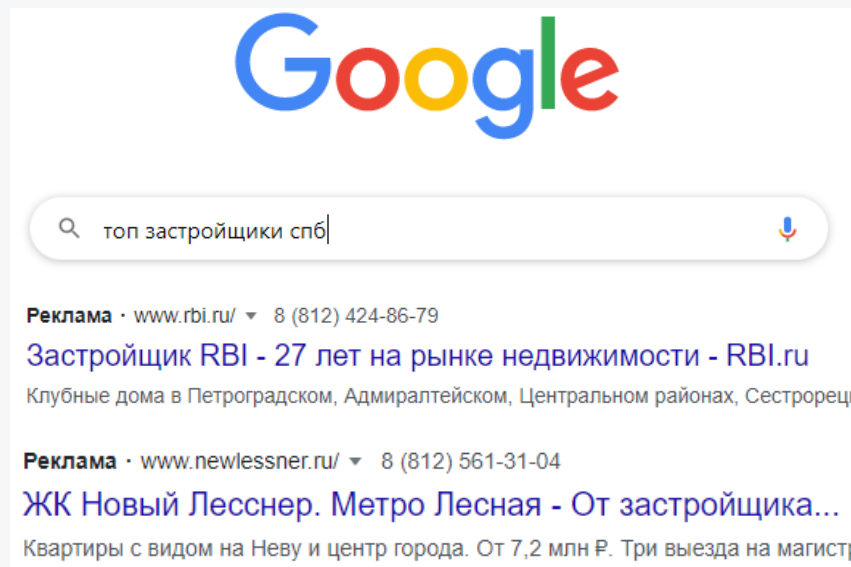 Google
топ застройщики спб
Реклама · www.rbi.ru/ 8 (812) 424-86-79
Застройщик RBI - 27 лет на рынке недвижимости - RBI.ru
Клубные дома в Петроградском, Адмиралтейском, Центральном районах,
Реклама · www.newlessner.ru/ 8 (812) 561-31-04
ЖК Новый Лесснер. Метро Лесная - От застройщика...
Квартиры с видом на Неву и центр города. От 7,2 млн ₽. Три выезда на